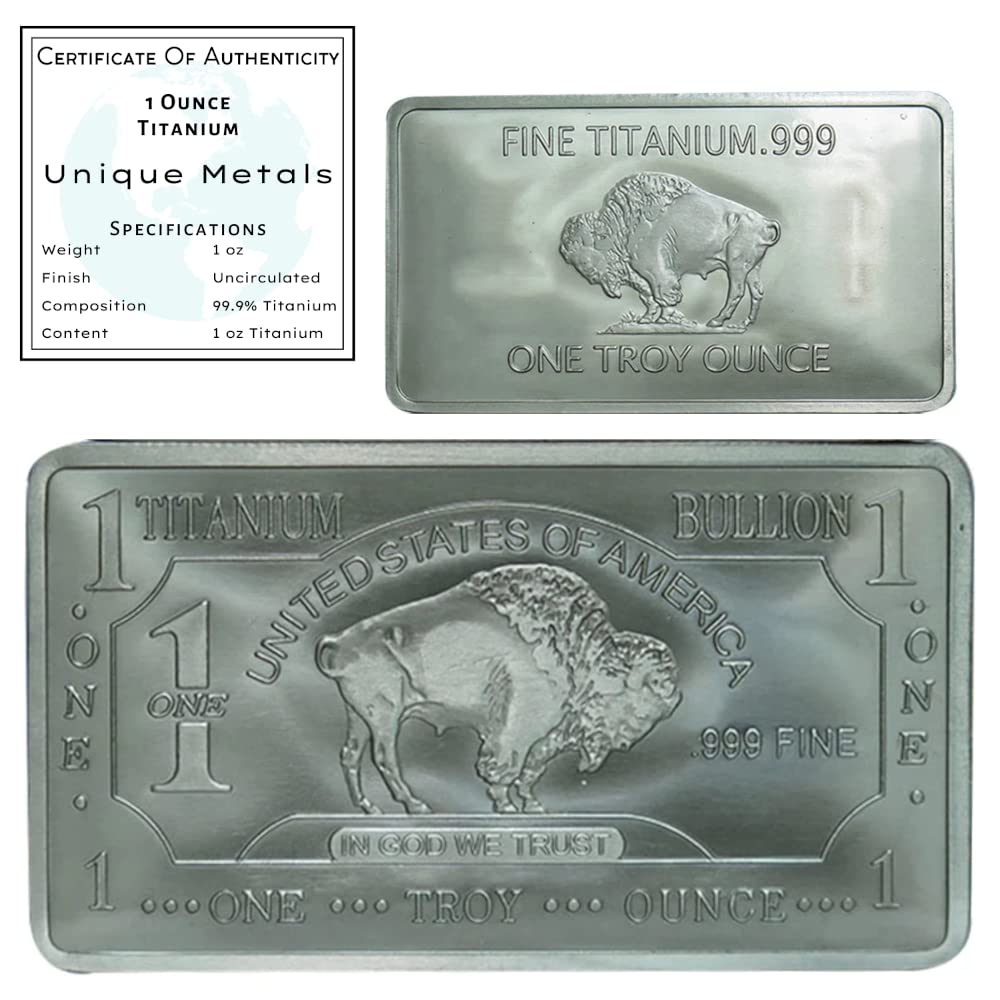 Certificate Of Authenticity
1 Ounce
Titanium
Unique Metals
Specifications
Weight 1 oz
Finish Uncirculated
Composition 99.9% Titanium
Content 1 oz Titanium
FINE TITANIUM.999
ONE TROY OUNCE
1 TITANIUM BULLION 1
UNITED STATES OF AMERICA
ONE
1
ONE
ONE
.999 FINE
IN GOD WE TRUST
1 ...ONE ... TROY ... OUNCE... 1